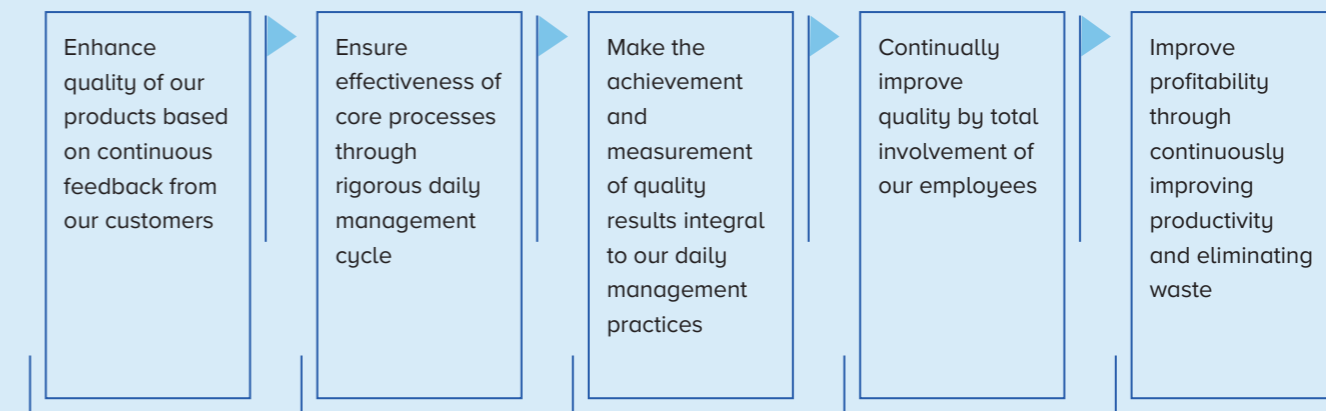 Enhance
quality of our
products based
on continuous
feedback from
our customers
Ensure
effectiveness of
core processes
through
rigorous daily
management
cycle
Make the
achievement
and
measurement
of quality
results integral
to our daily
management
practices
Continually
improve
quality by total
involvement of
our employees
Improve
profitability
through
continuously
improving
productivity
and eliminating
waste